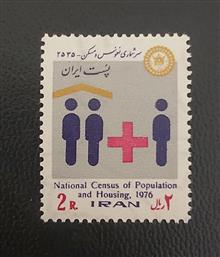 سرشماری نفوس و مسکن - ۲۵۳۵
پست ایران
National Census of Population
and Housing, 1976
2 R. IRAN ۲ ریال